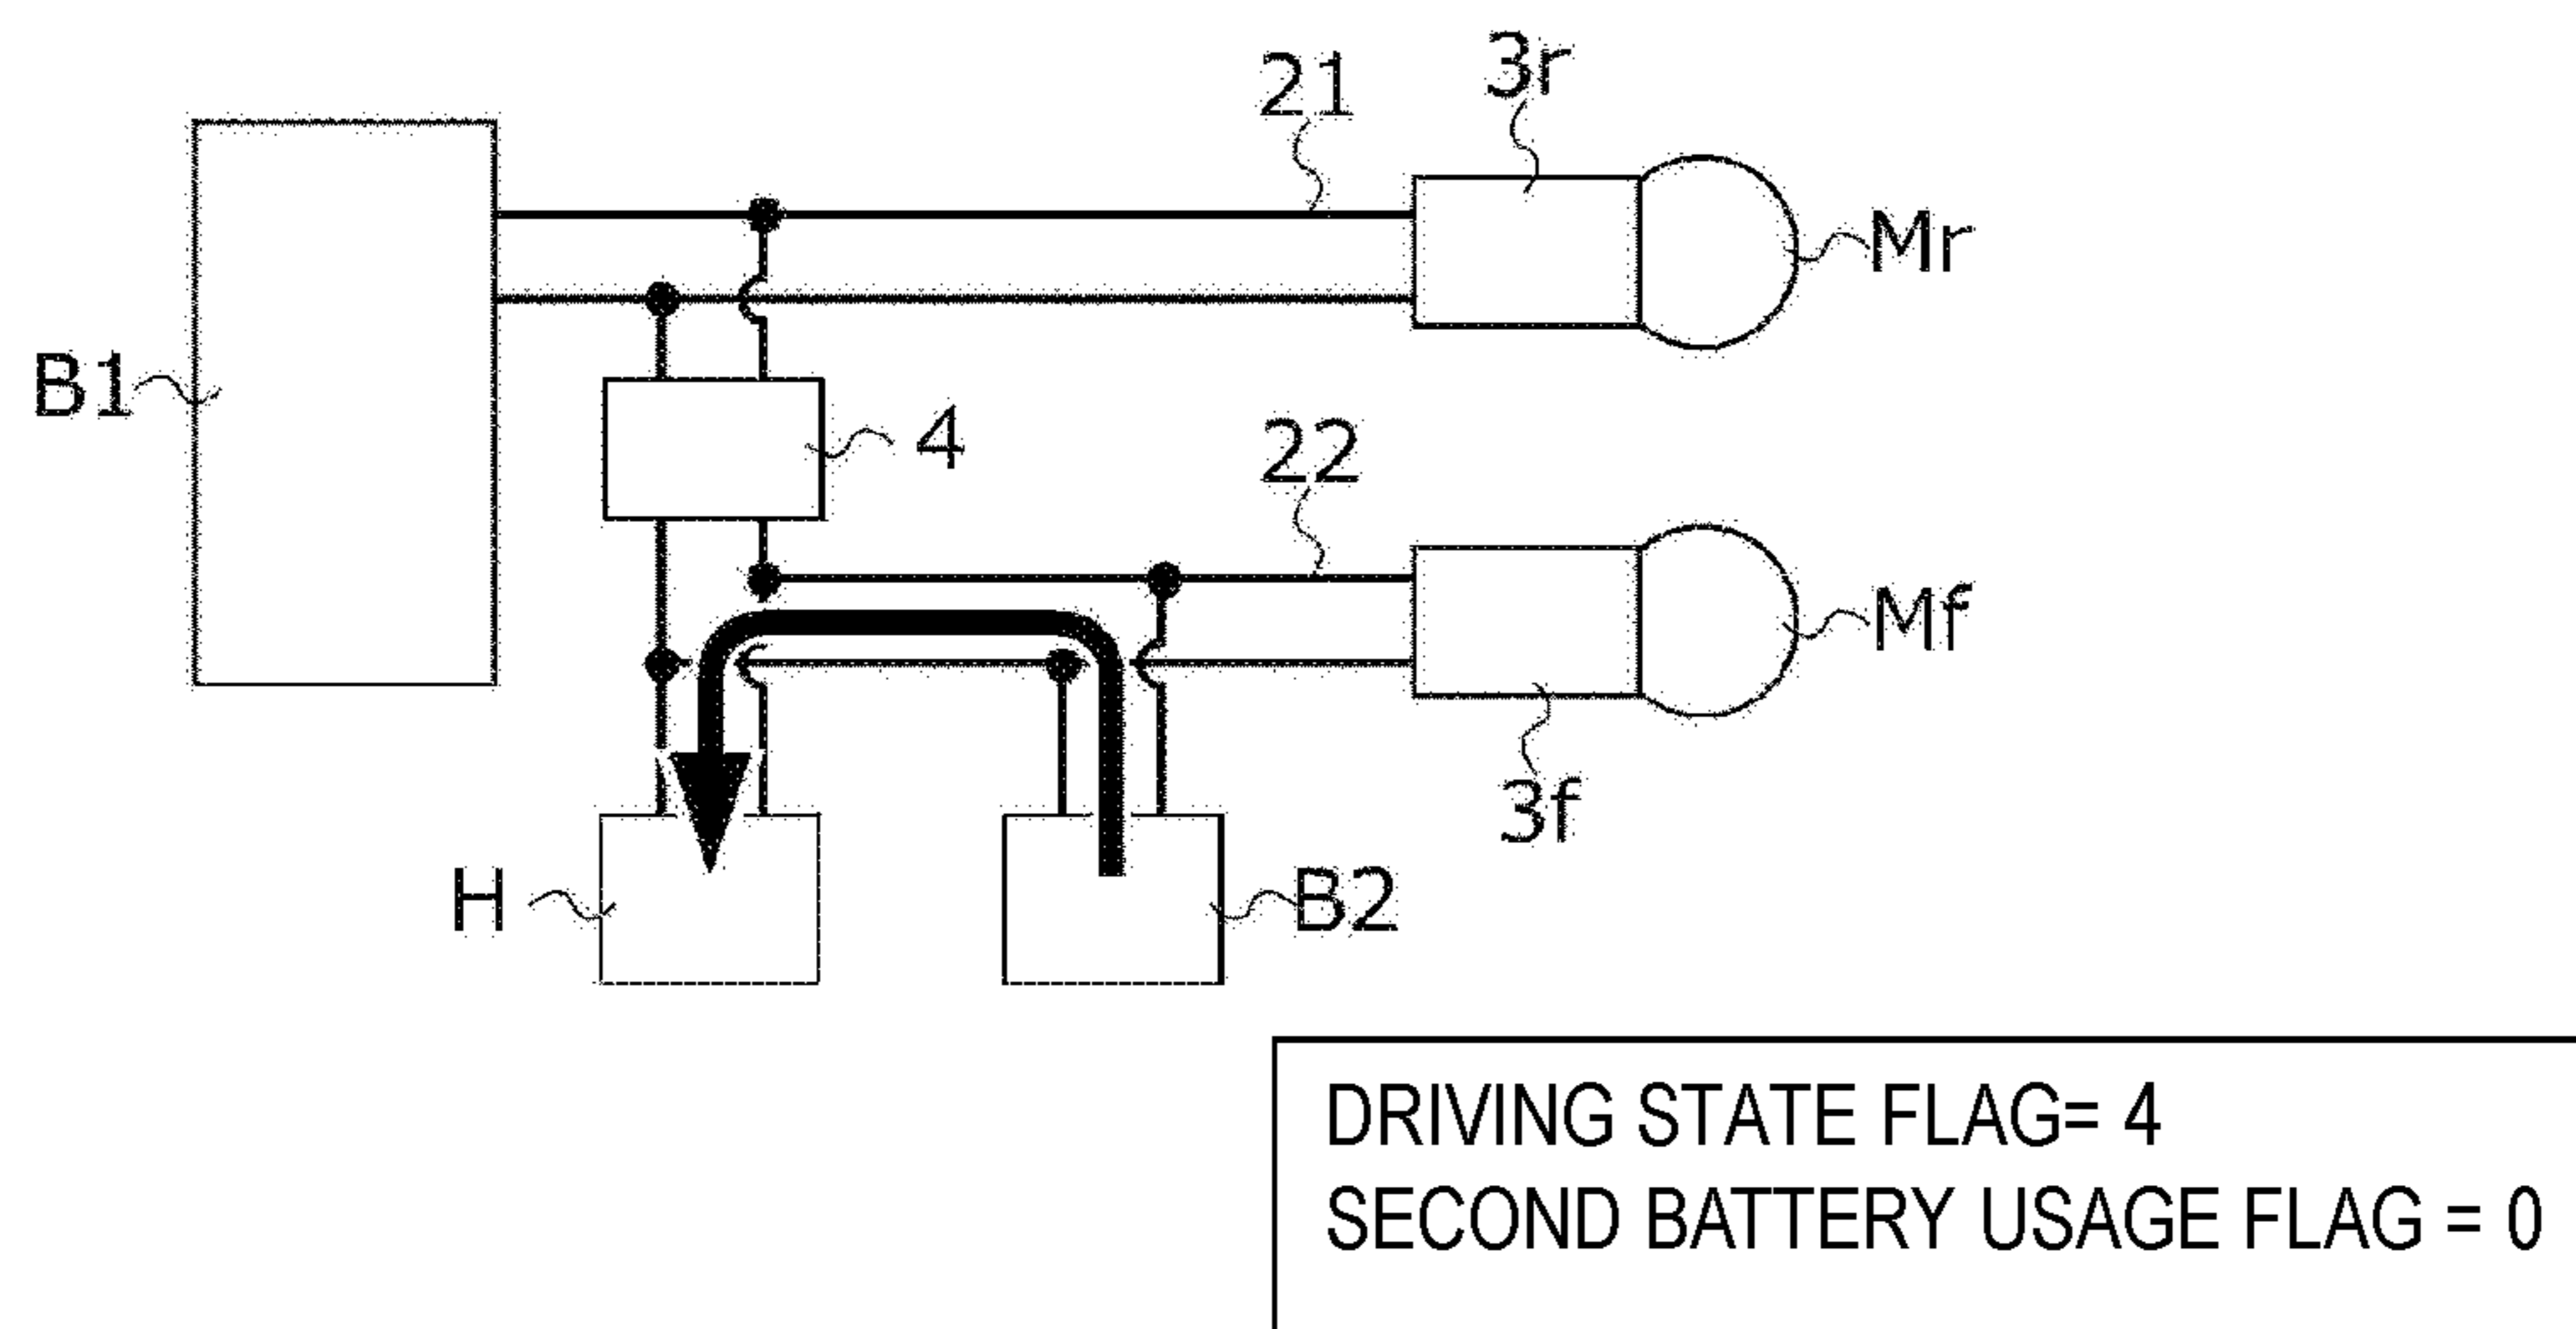 21
3r
Mr
B1
4
22
Mf
3f
H
B2
DRIVING STATE FLAG= 4
SECOND BATTERY USAGE FLAG = 0